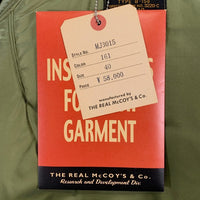 STYLE NO. MJ3015
COLOR 161
SIZE 40
PRICE ¥ 58,000
manufactured by
THE REAL McCOY'S & Co.
INS
FO
GARMENT
THE REAL McCOY'S & Co.
Research and Development Div.